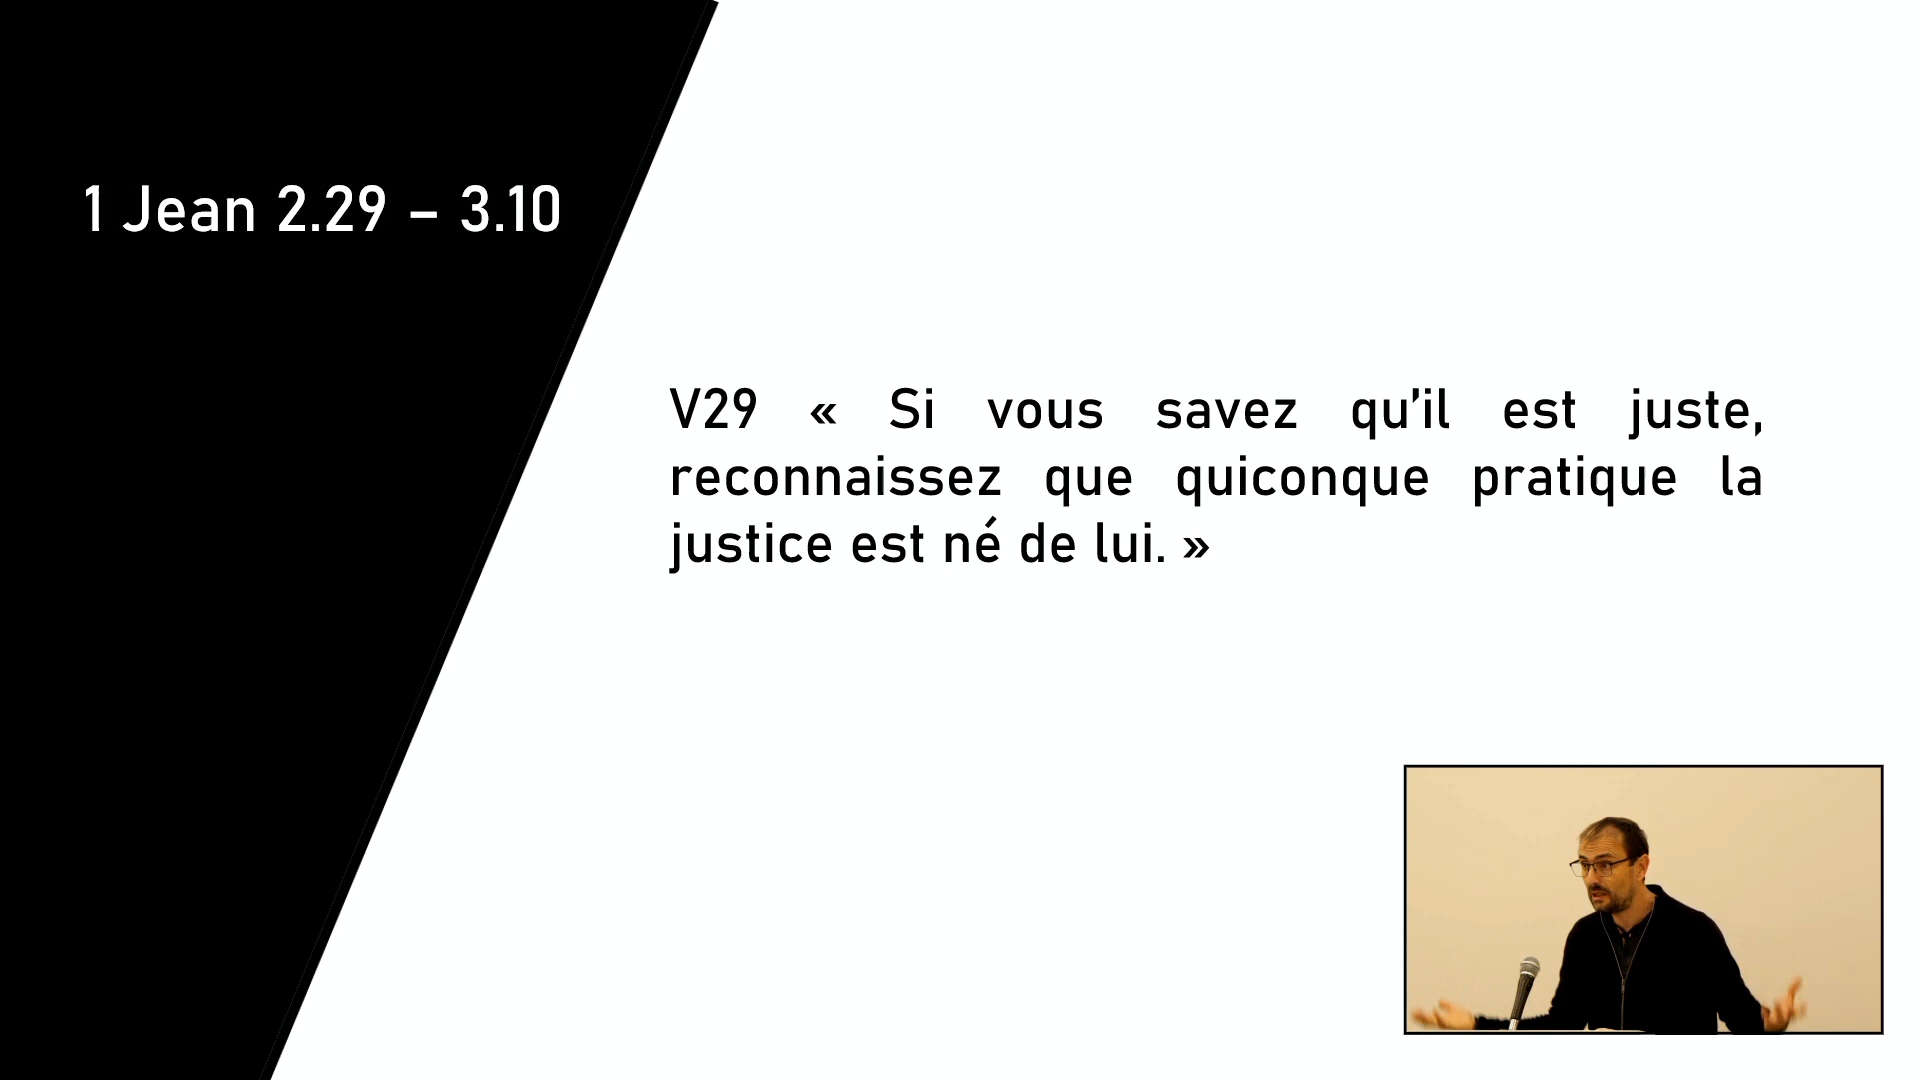 1 Jean 2.29 – 3.10
V29 « Si vous savez qu’il est juste,
reconnaissez que quiconque pratique la
justice est né de lui. »